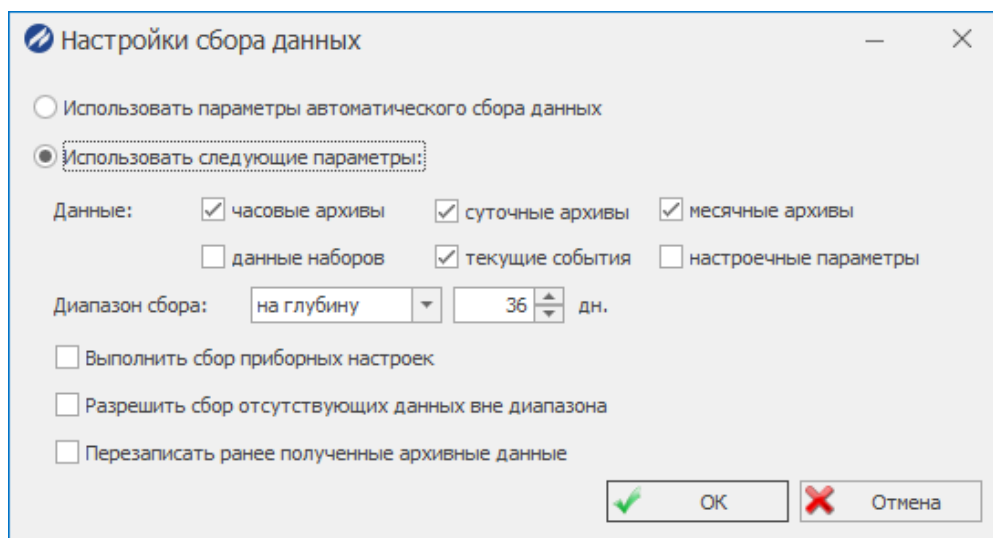 Настройки сбора данных
Использовать параметры автоматического сбора данных
Использовать следующие параметры:
Данные: часовые архивы суточные архивы месячные архивы
данные наборов текущие события настроечные параметры
Диапазон сбора: на глубину 36 дн.
Выполнить сбор приборных настроек
Разрешить сбор отсутствующих данных вне диапазона
Перезаписать ранее полученные архивные данные
ОК Отмена